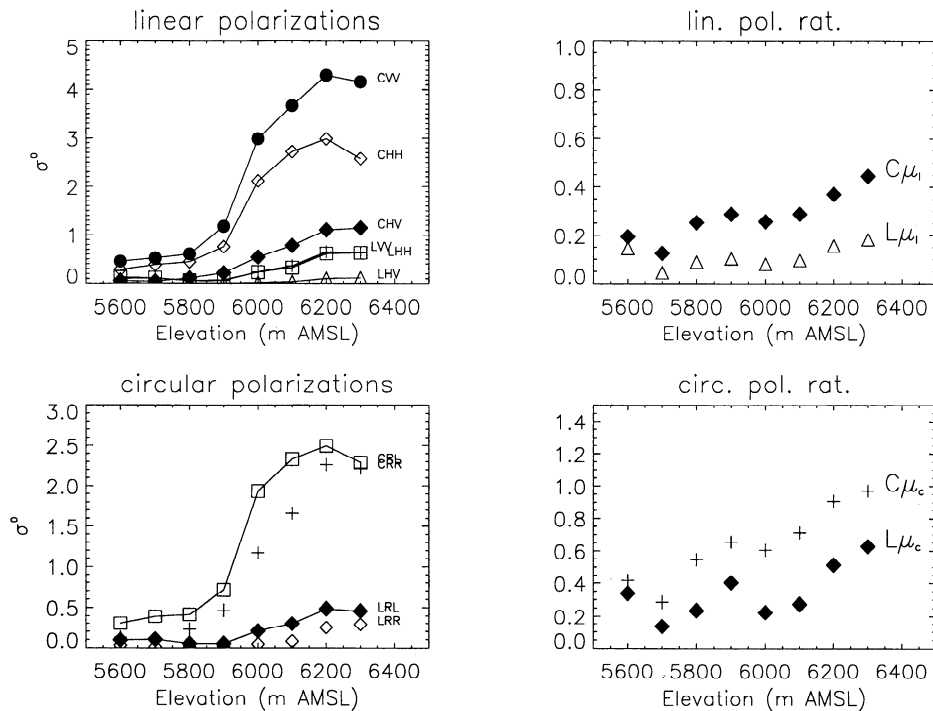 linear polarizations
5
4
3
2
1
0
σ°
CVV
CHH
CHV
LVV
LHH
LHV
5600 5800 6000 6200 6400
Elevation (m AMSL)
lin. pol. rat.
1.0
0.8
0.6
0.4
0.2
0.0
Cμl
Lμl
5600 5800 6000 6200 6400
Elevation (m AMSL)
circular polarizations
3.0
2.5
2.0
1.5
1.0
0.5
0.0
σ°
CRL
CRR
LRL
LRR
5600 5800 6000 6200 6400
Elevation (m AMSL)
circ. pol. rat.
1.4
1.2
1.0
0.8
0.6
0.4
0.2
0.0
Cμc
Lμc
5600 5800 6000 6200 6400
Elevation (m AMSL)